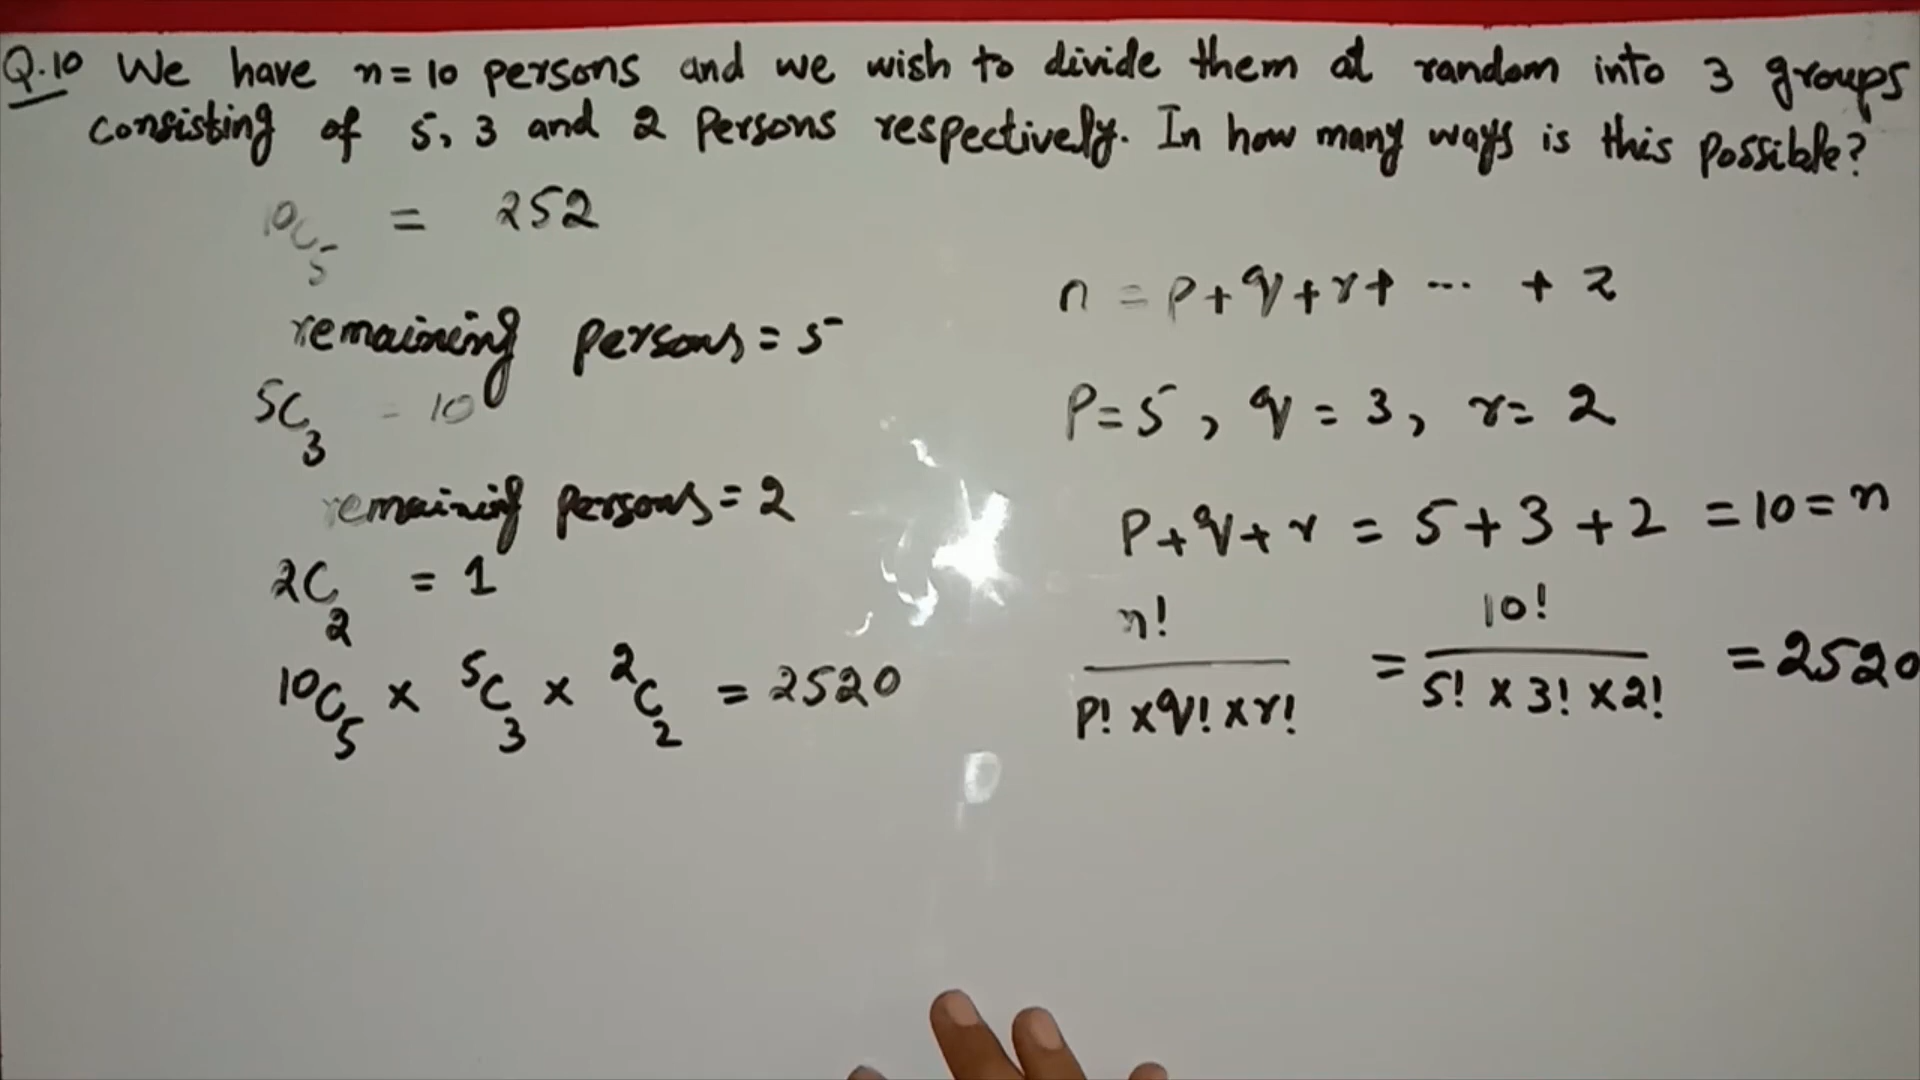 Q.10 We have n=10 persons and we wish to divide them at random into 3 groups
consisting of 5, 3 and 2 Persons respectively. In how many ways is this possible?
10C5 = 252
remaining persons = 5
5C3 = 10
remaining persons = 2
2C2 = 1
10C5 x 5C3 x 2C2 = 2520
n = p+q+r+ ... + z
P=5, q=3, r=2
P+q+r = 5+3+2 =10=n
n!/P! x q! x r! = 10!/5! x 3! x 2! = 2520